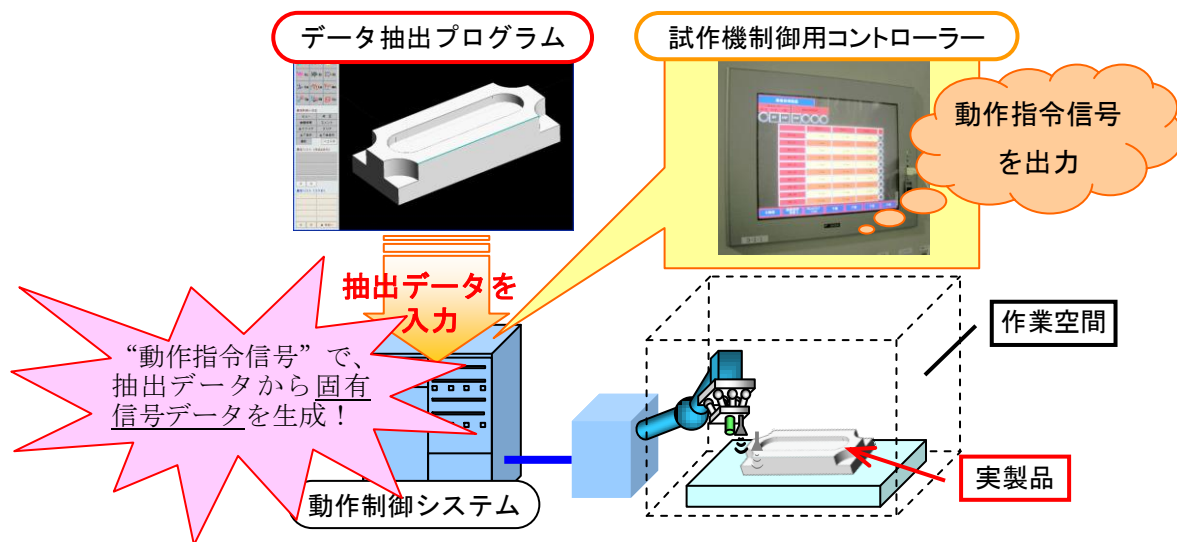 データ抽出プログラム
試作機制御用コントローラー
動作指令信号
を出力
抽出データを
入力
作業空間
“動作指令信号”で、
抽出データから固有
信号データを生成！
実製品
動作制御システム